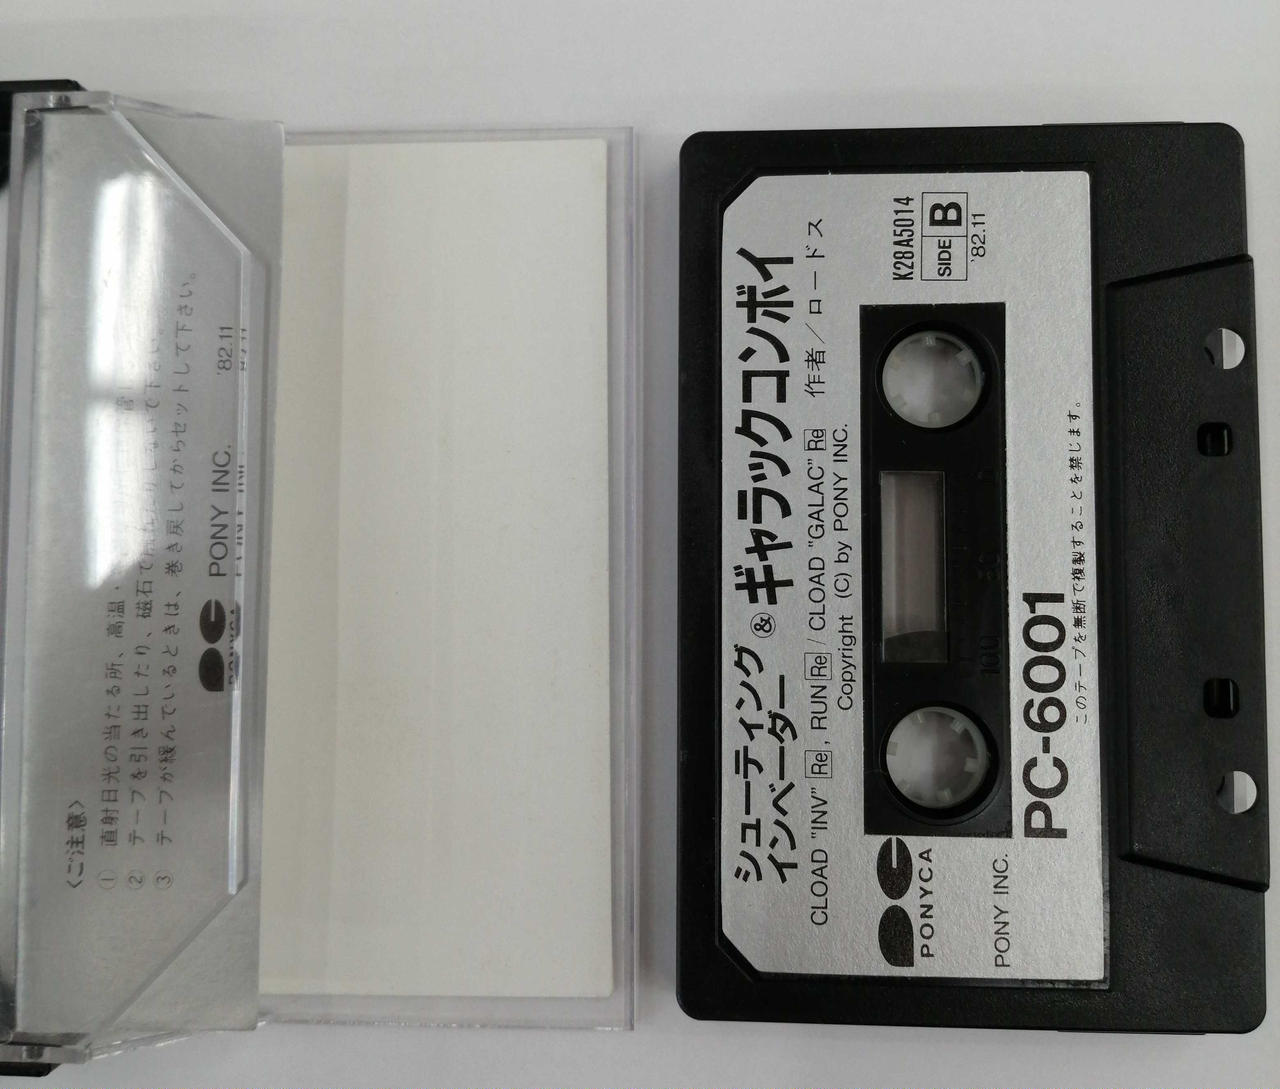 シューティング
インベーダー
&
ギャラックコンボイ
CLOAD "INV" Re, RUN Re / CLOAD "GALAC" Re 作者/ロードス
Copyright (C) by PONY INC.
K28A5014
SIDE B
'82.11
PONYCA
PONY INC.
100 50
PC-6001
このテープを無断で複製することを禁じます。
〈ご注意〉
① 直射日光の当たる所、高温・
② テープを引き出したり、磁石で
③ テープが緩んでいるときは、巻き戻してからセットして下さい。
PONYCA
PONY INC.
'82.11